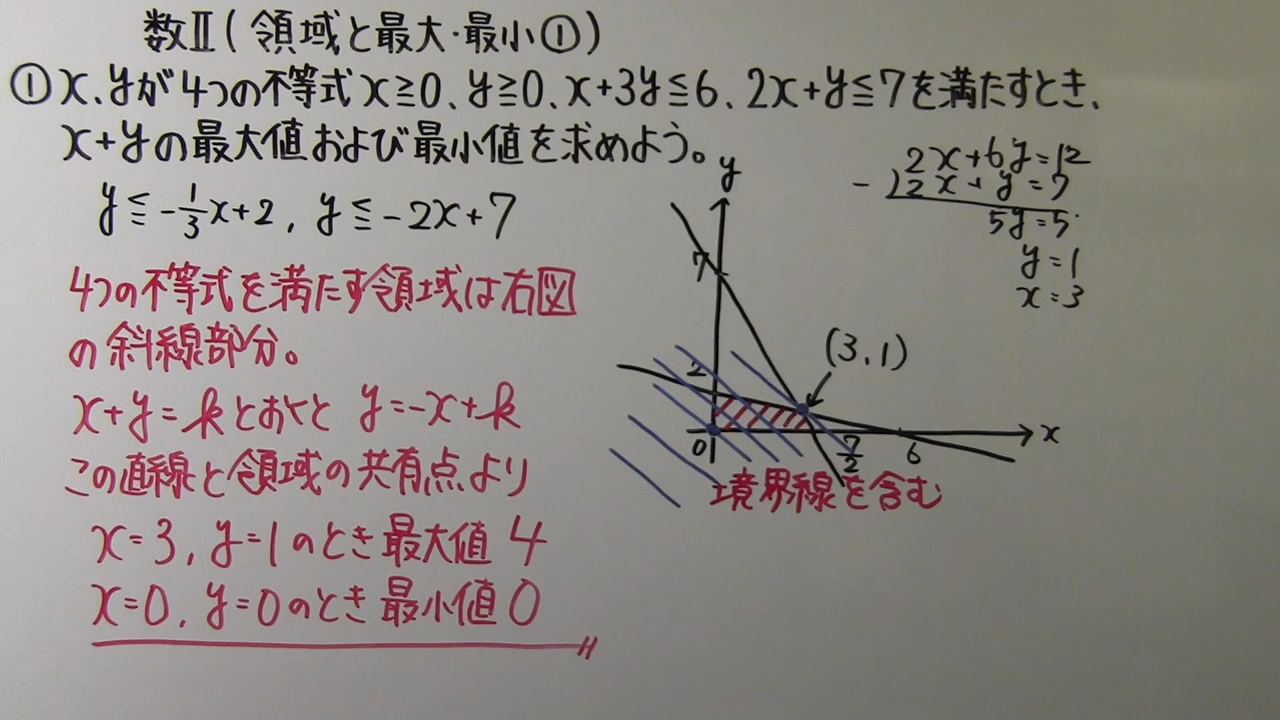 数Ⅱ(領域と最大・最小①)
①x、yが4つの不等式x≧0、y≧0、x+3y≦6、2x+y≦7を満たすとき、
x+yの最大値および最小値を求めよう。
y≦-1/3x+2, y≦-2x+7
4つの不等式を満たす領域は右図
の斜線部分。
x+y=kとおくと y=-x+k
この直線と領域の共有点より
x=3, y=1のとき最大値4
x=0, y=0のとき最小値0
2x+6y=12
-)2x+y=7
5y=5
y=1
x=3
y
7
(3,1)
2
0
7/2
6
x
境界線を含む